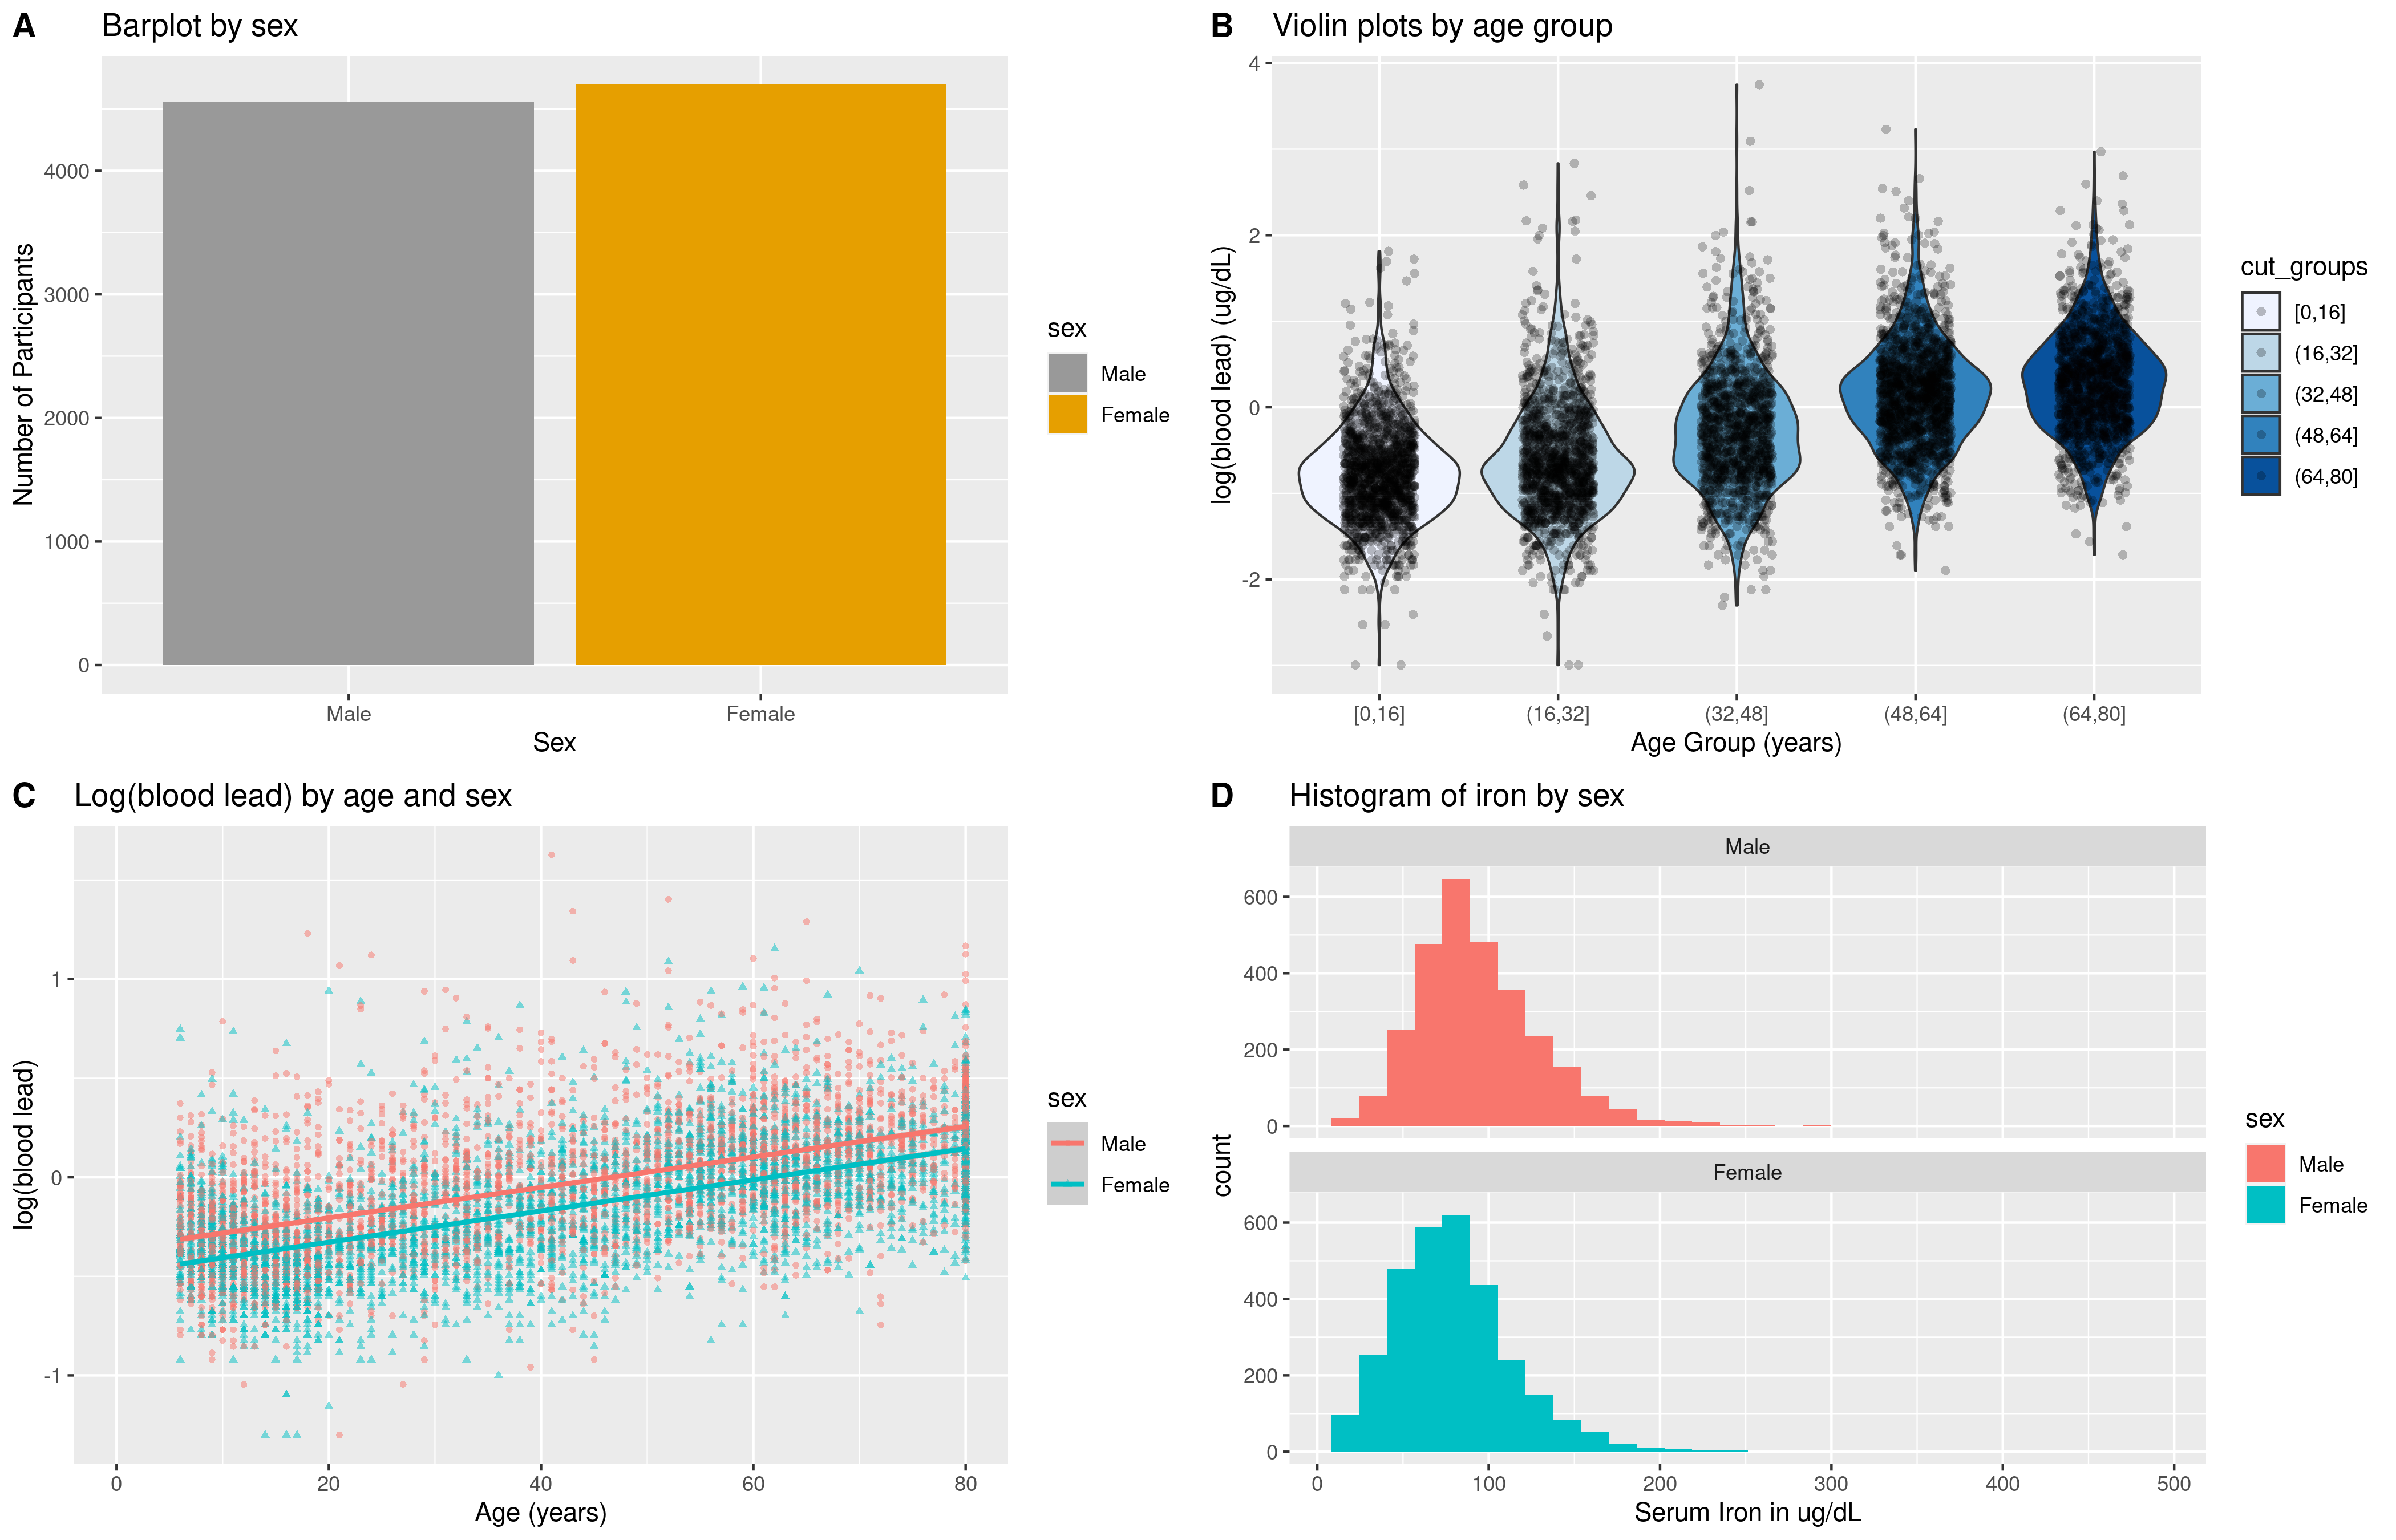 A
Barplot by sex
Number of Participants
4000
3000
2000
1000
0
Male
Female
Sex
sex
Male
Female
B
Violin plots by age group
log(blood lead) (ug/dL)
4
2
0
-2
[0,16]
(16,32]
(32,48]
(48,64]
(64,80]
Age Group (years)
cut_groups
[0,16]
(16,32]
(32,48]
(48,64]
(64,80]
C
Log(blood lead) by age and sex
log(blood lead)
1
0
-1
0
20
40
60
80
Age (years)
sex
Male
Female
D
Histogram of iron by sex
count
Male
600
400
200
0
Female
600
400
200
0
0
100
200
300
400
500
Serum Iron in ug/dL
sex
Male
Female